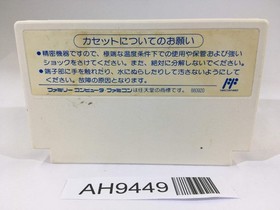 カセットについてのお願い
●精密機器ですので、極端な温度条件下での使用や保管および強い
ショックをさけてください。また、絶対に分解しないでください。
●端子部に手を触れたり、水にぬらしたりして汚さないようにして
ください。故障の原因となります。
ファミリーコンピュータ ファミコンは任天堂の商標です。
AH9449